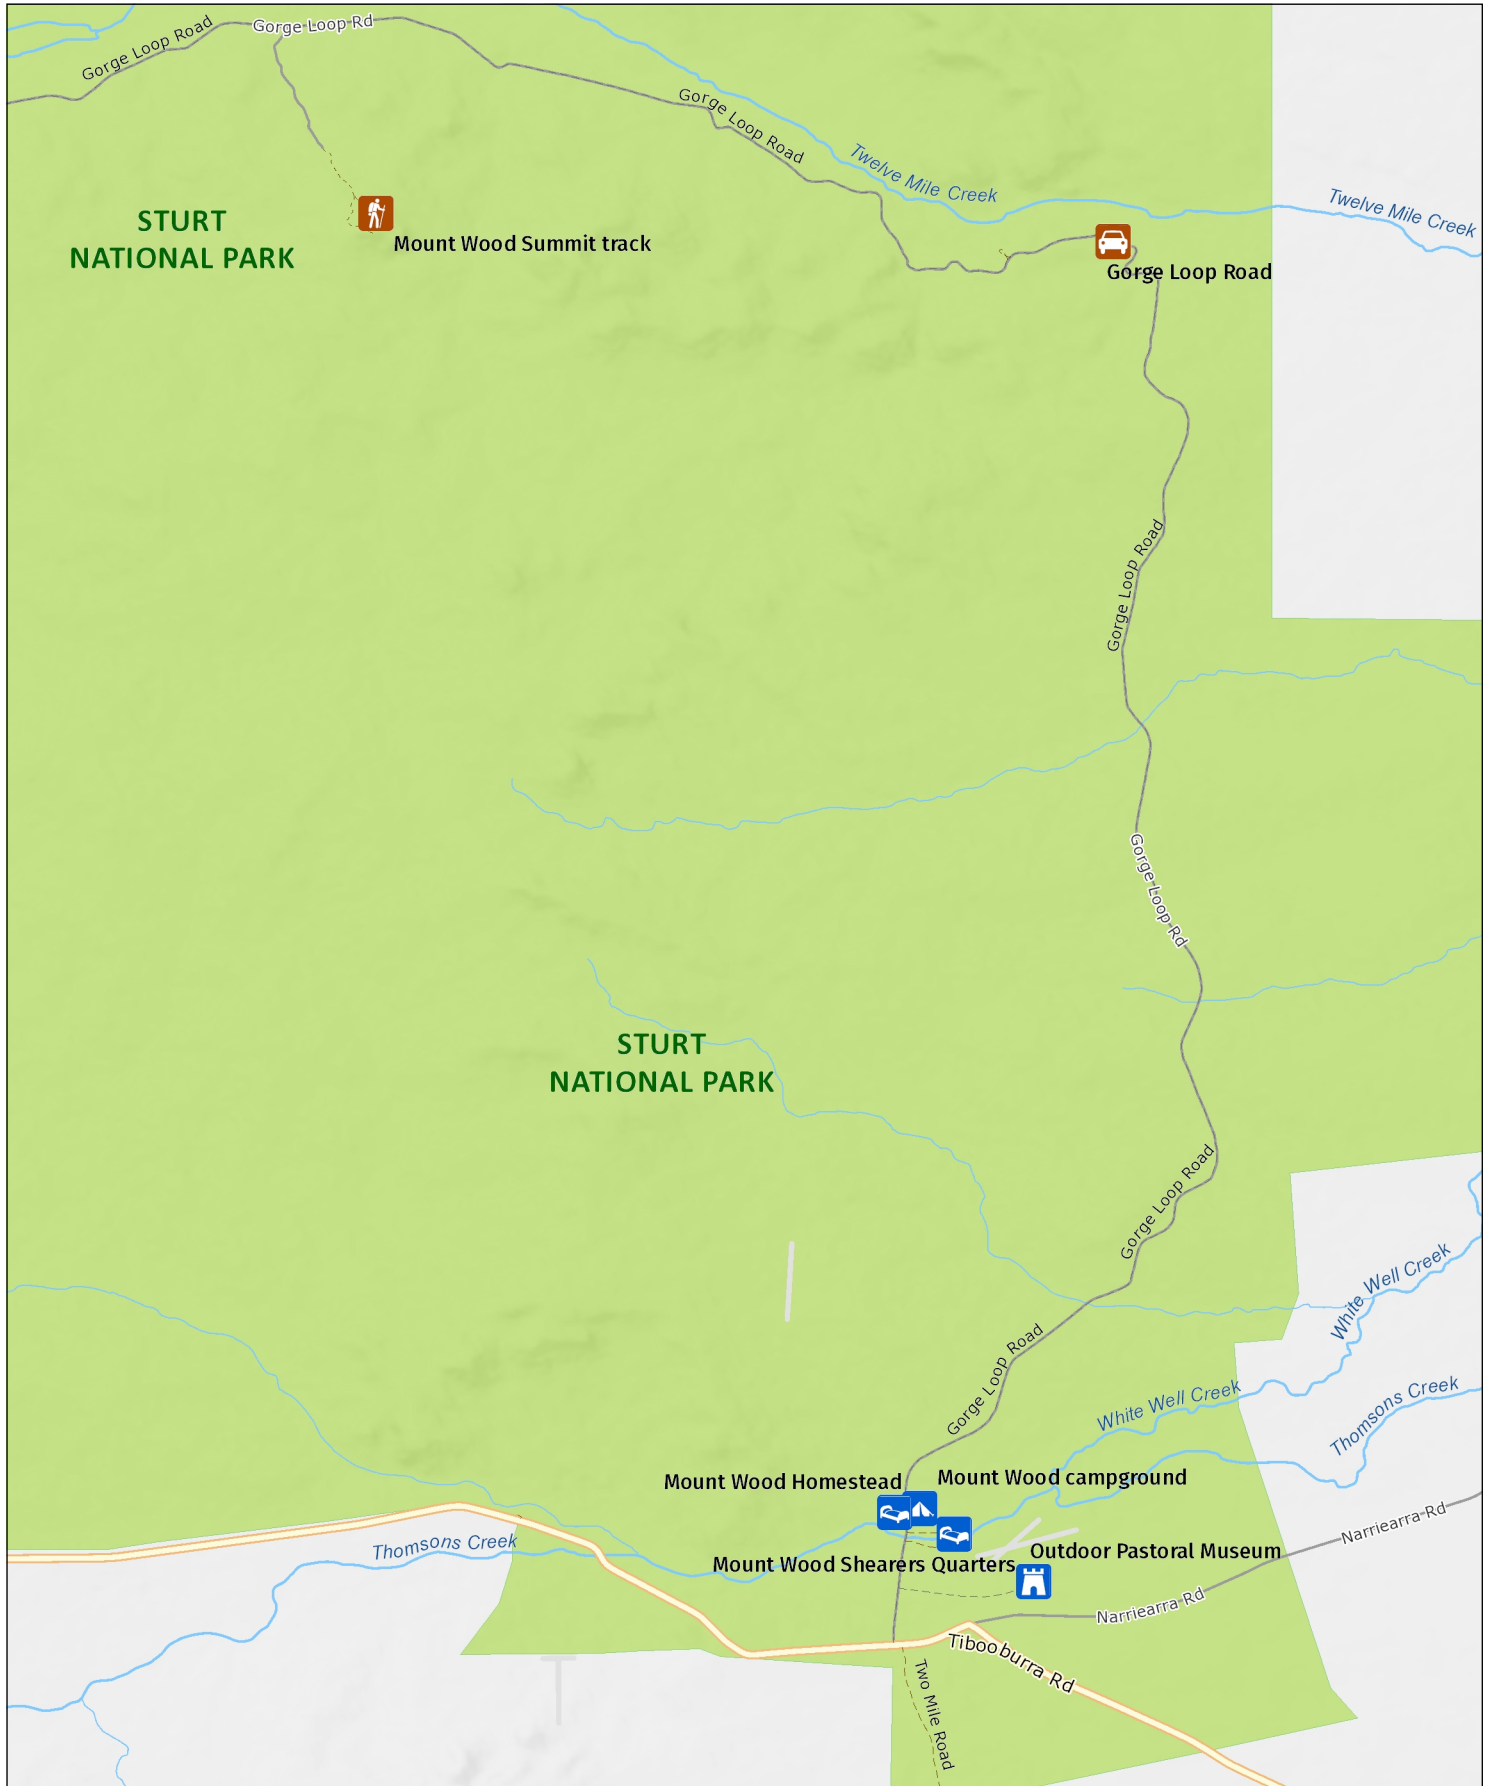 Gorge Loop Road
Gorge Loop Rd
Gorge Loop Road
Twelve Mile Creek
Twelve Mile Creek
STURT
NATIONAL PARK
Mount Wood Summit track
Gorge Loop Road
Gorge Loop Road
Gorge Loop Rd
STURT
NATIONAL PARK
Gorge Loop Road
White Well Creek
Gorge Loop Road
White Well Creek
Thomsons Creek
Mount Wood Homestead
Mount Wood campground
Thomsons Creek
Mount Wood Shearers Quarters
Outdoor Pastoral Museum
Narriearra Rd
Narriearra Rd
Tibooburra Rd
Two Mile Road